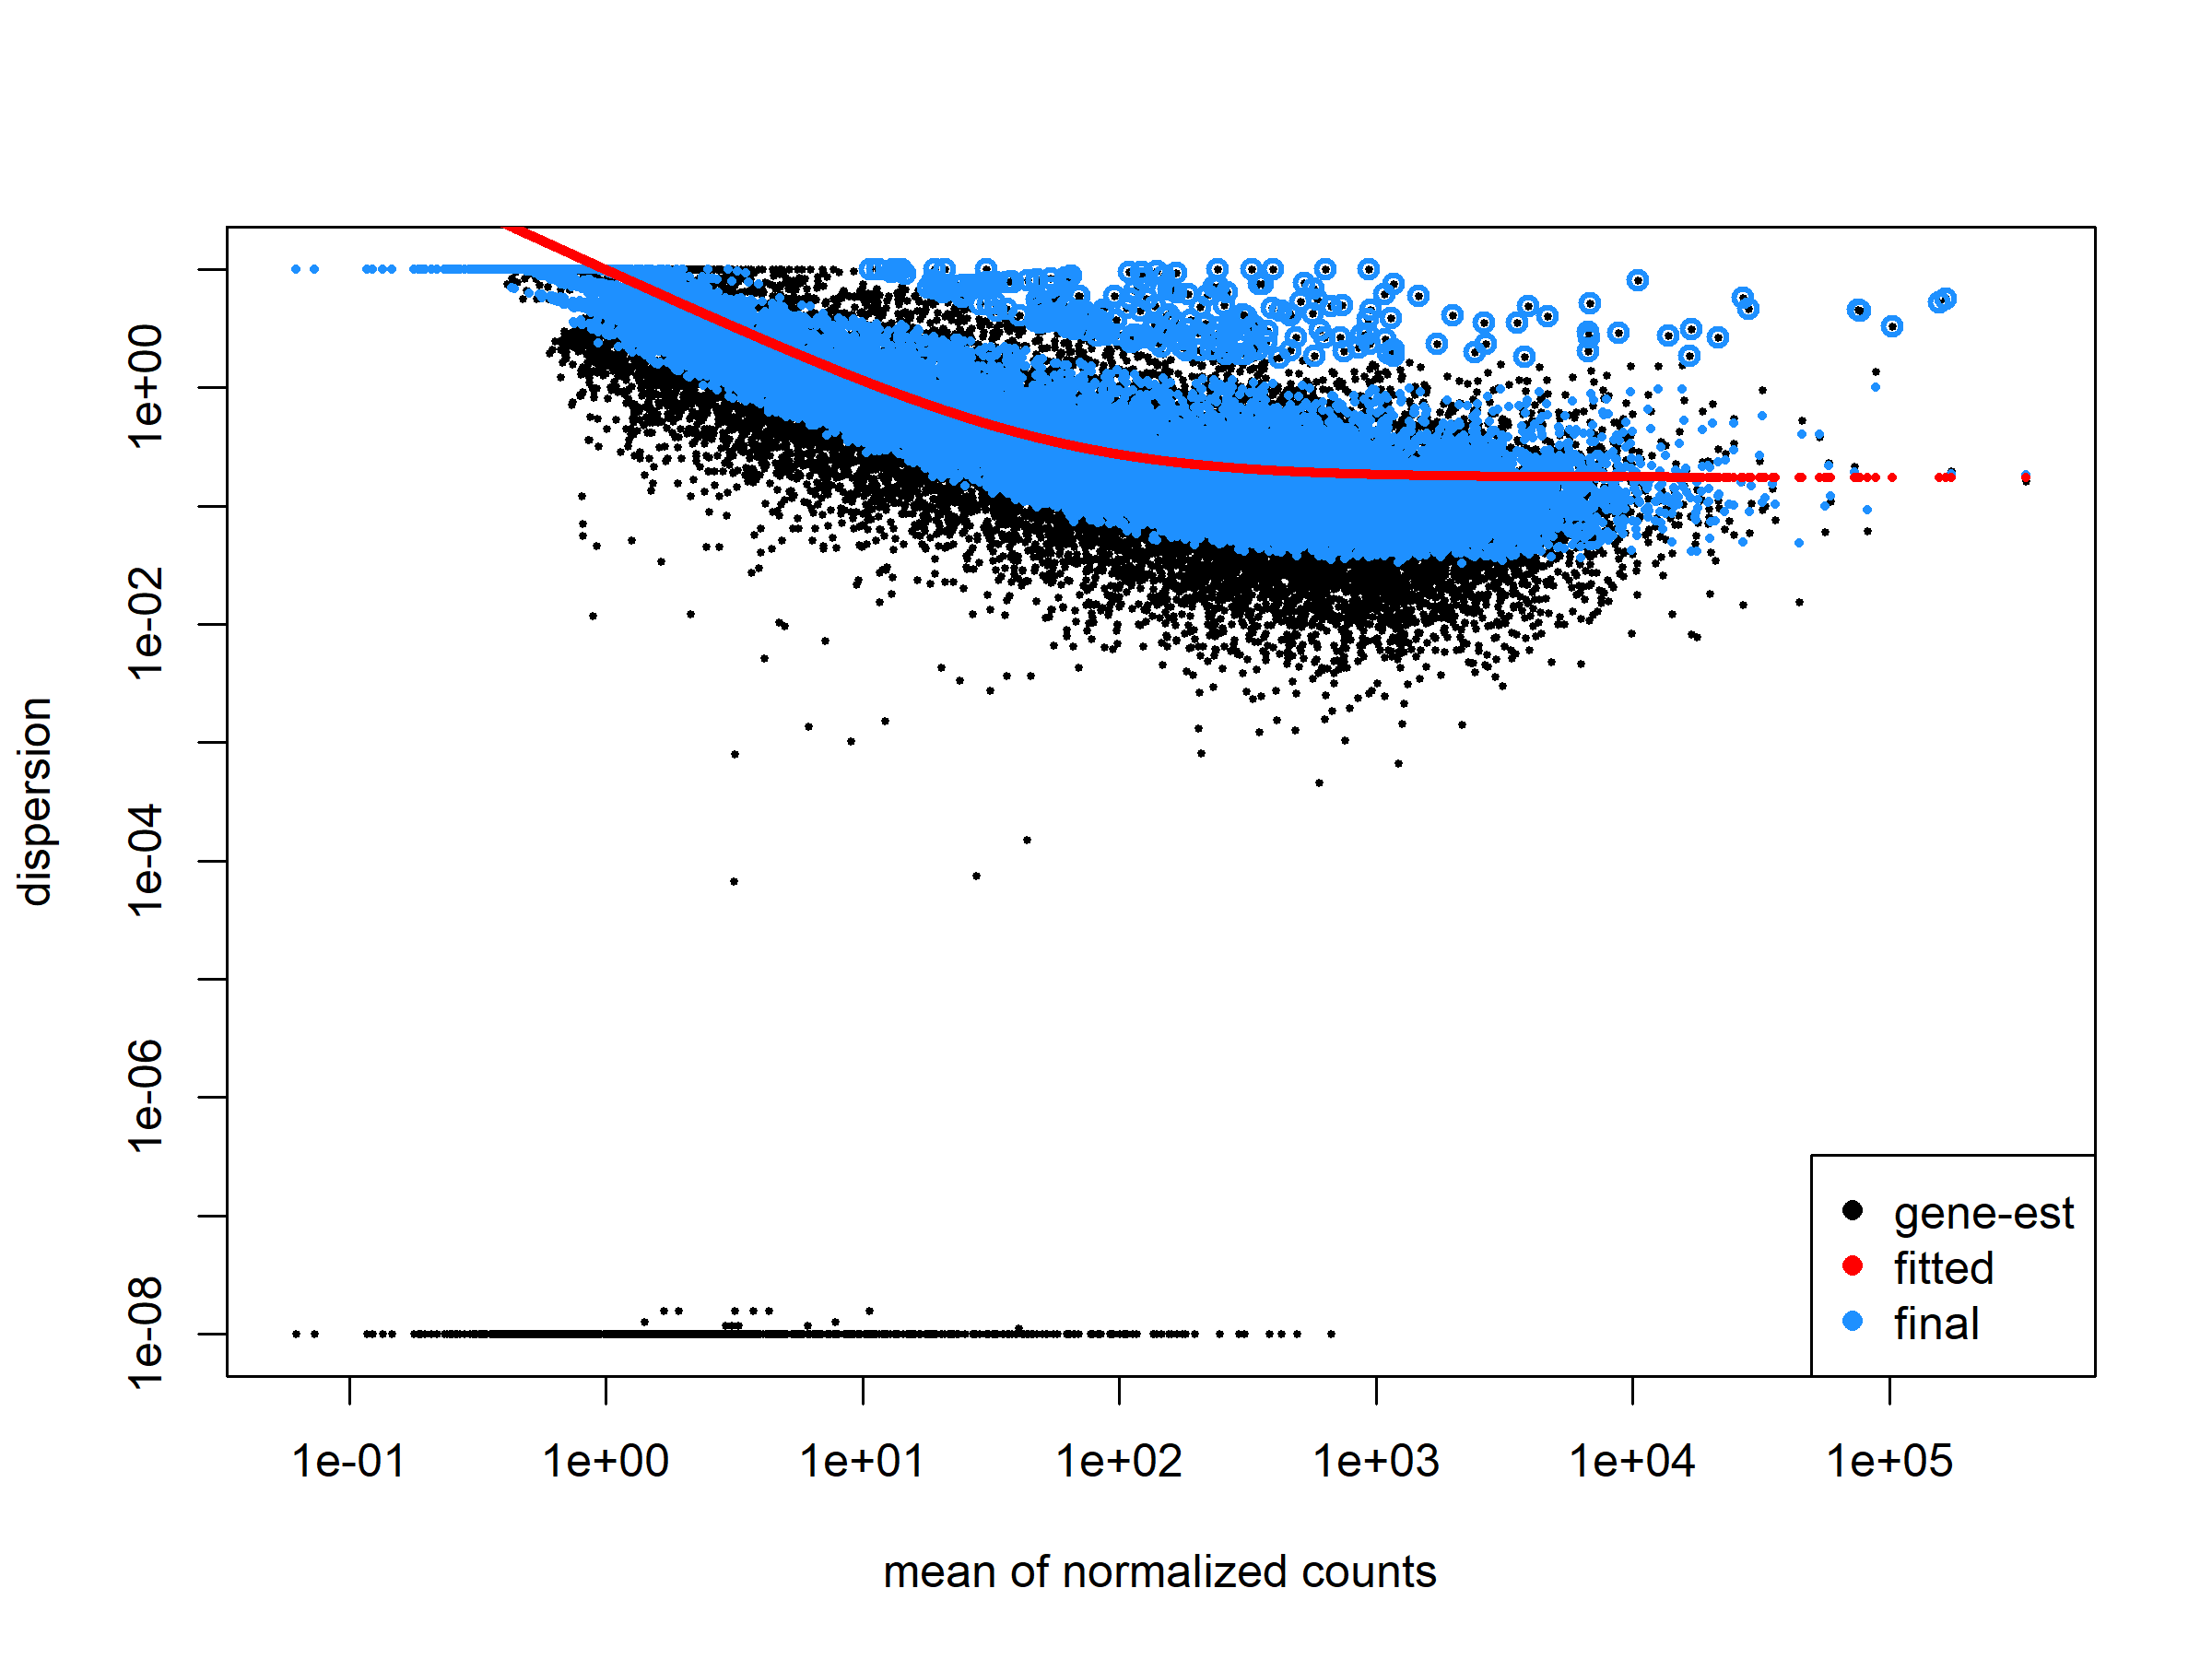 dispersion
1e+00
1e-02
1e-04
1e-06
1e-08
1e-01 1e+00 1e+01 1e+02 1e+03 1e+04 1e+05
mean of normalized counts
gene-est
fitted
final